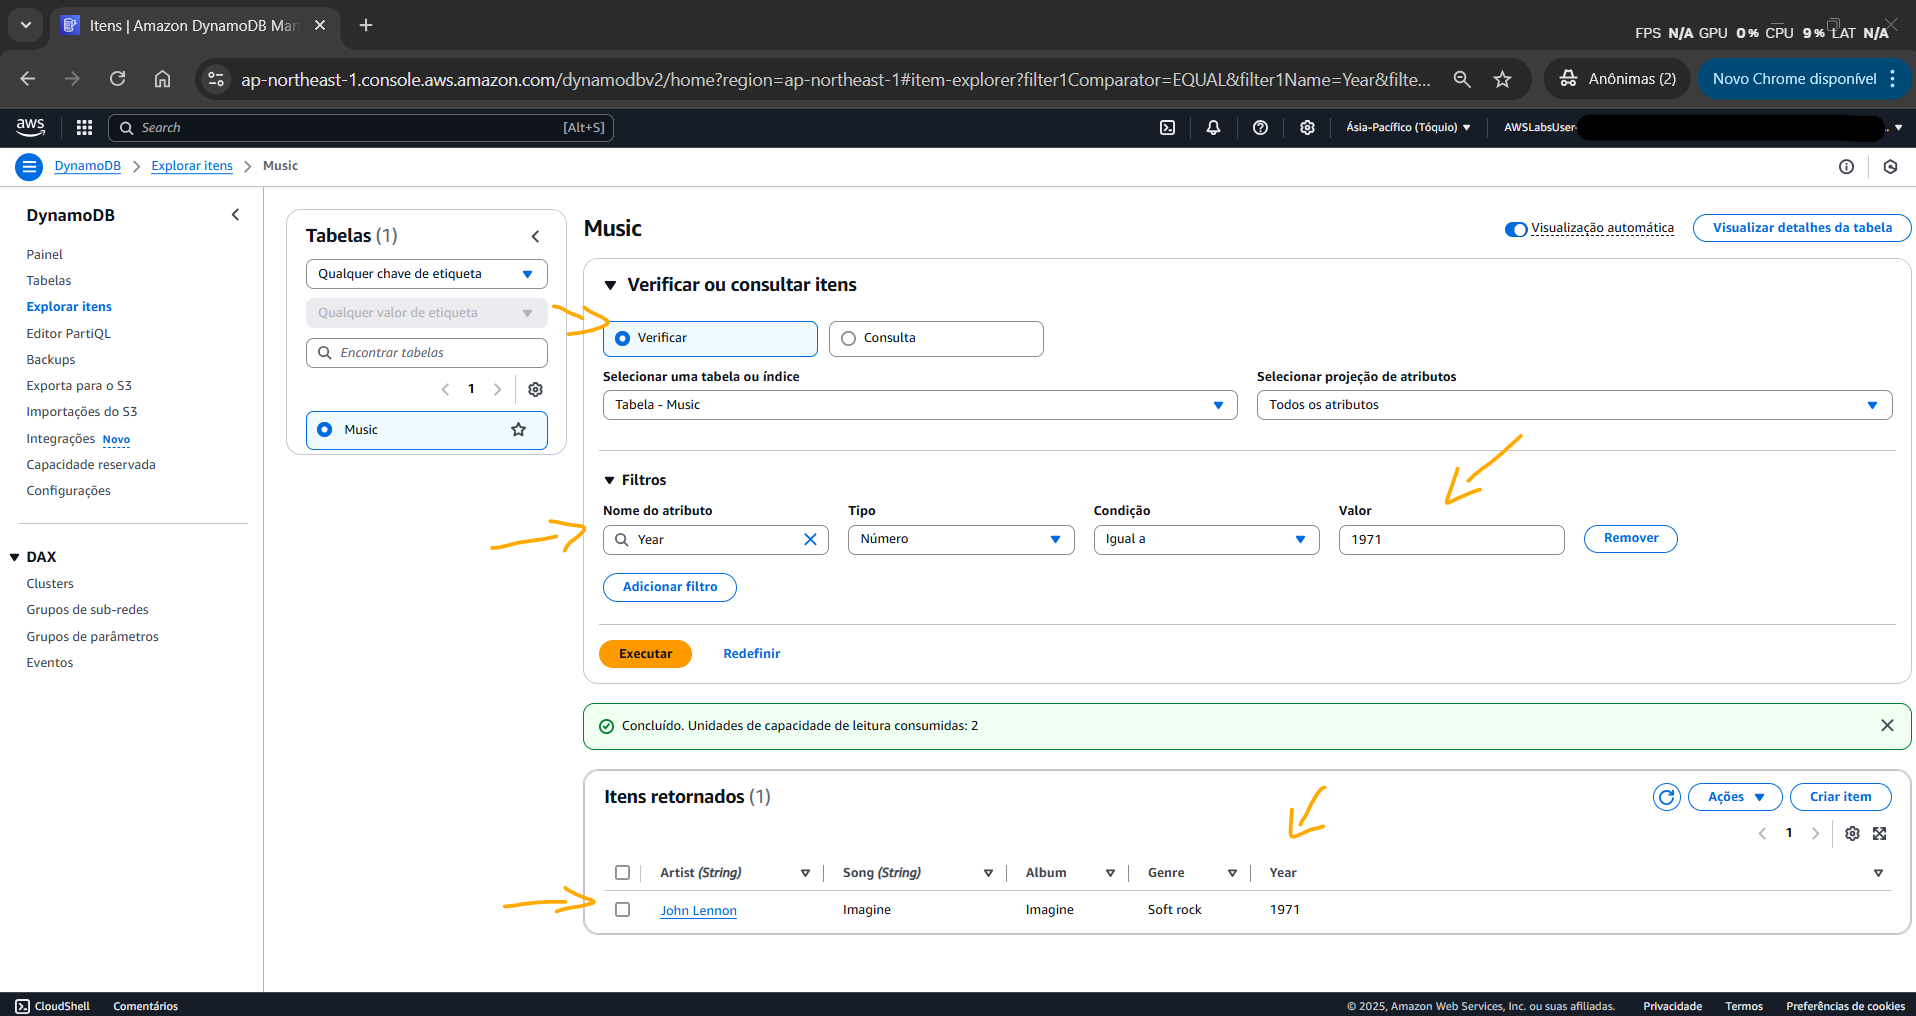 Itens | Amazon DynamoDB Man
FPS N/A GPU 0% CPU 9% LAT N/A
ap-northeast-1.console.aws.amazon.com/dynamodbv2/home?region=ap-northeast-1#item-explorer?filter1Comparator=EQUAL&filter1Name=Year&filte...
Anônimas (2)
Novo Chrome disponível
aws
Search
[Alt+S]
Ásia-Pacífico (Tóquio)
AWSLabsUser-
DynamoDB
Explorar itens
Music
DynamoDB
Painel
Tabelas
Explorar itens
Editor PartiQL
Backups
Exporta para o S3
Importações do S3
Integrações Novo
Capacidade reservada
Configurações
DAX
Clusters
Grupos de sub-redes
Grupos de parâmetros
Eventos
Tabelas (1)
Qualquer chave de etiqueta
Qualquer valor de etiqueta
Encontrar tabelas
1
Music
Music
Visualização automática
Visualizar detalhes da tabela
Verificar ou consultar itens
Verificar
Consulta
Selecionar uma tabela ou índice
Tabela - Music
Selecionar projeção de atributos
Todos os atributos
Filtros
Nome do atributo
Tipo
Condição
Valor
Year
Número
Igual a
1971
Remover
Adicionar filtro
Executar
Redefinir
Concluído. Unidades de capacidade de leitura consumidas: 2
Itens retornados (1)
Ações
Criar item
1
Artist (String)
Song (String)
Album
Genre
Year
John Lennon
Imagine
Imagine
Soft rock
1971
CloudShell
Comentários
© 2025, Amazon Web Services, Inc. ou suas afiliadas.
Privacidade
Termos
Preferências de cookies